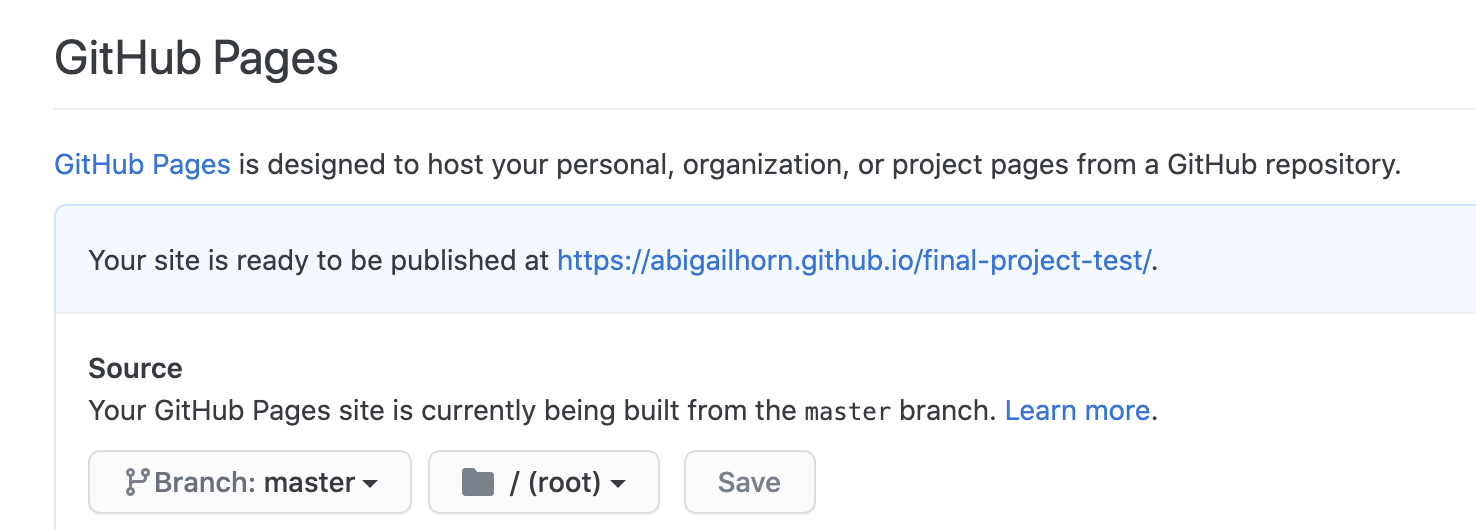 GitHub Pages
GitHub Pages is designed to host your personal, organization, or project pages from a GitHub repository.
Your site is ready to be published at https://abigailhorn.github.io/final-project-test/.
Source
Your GitHub Pages site is currently being built from the master branch. Learn more.
Branch: master / (root) Save